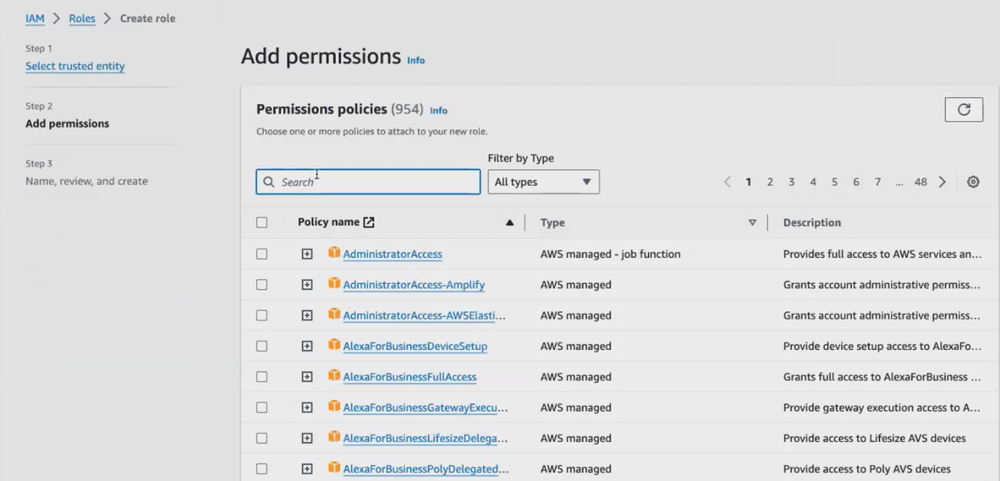 IAM > Roles > Create role
Step 1
Select trusted entity
Step 2
Add permissions
Step 3
Name, review, and create
Add permissions Info
Permissions policies (954) Info
Choose one or more policies to attach to your new role.
Filter by Type
Search
All types
1 2 3 4 5 6 7 ... 48
Policy name Type Description
AdministratorAccess AWS managed - job function Provides full access to AWS services an...
AdministratorAccess-Amplify AWS managed Grants account administrative permiss...
AdministratorAccess-AWSElasti... AWS managed Grants account administrative permiss...
AlexaForBusinessDeviceSetup AWS managed Provide device setup access to AlexaFo...
AlexaForBusinessFullAccess AWS managed Grants full access to AlexaForBusiness ...
AlexaForBusinessGatewayExecu... AWS managed Provide gateway execution access to A...
AlexaForBusinessLifesizeDelega... AWS managed Provide access to Lifesize AVS devices
AlexaForBusinessPolyDelegated... AWS managed Provide access to Poly AVS devices